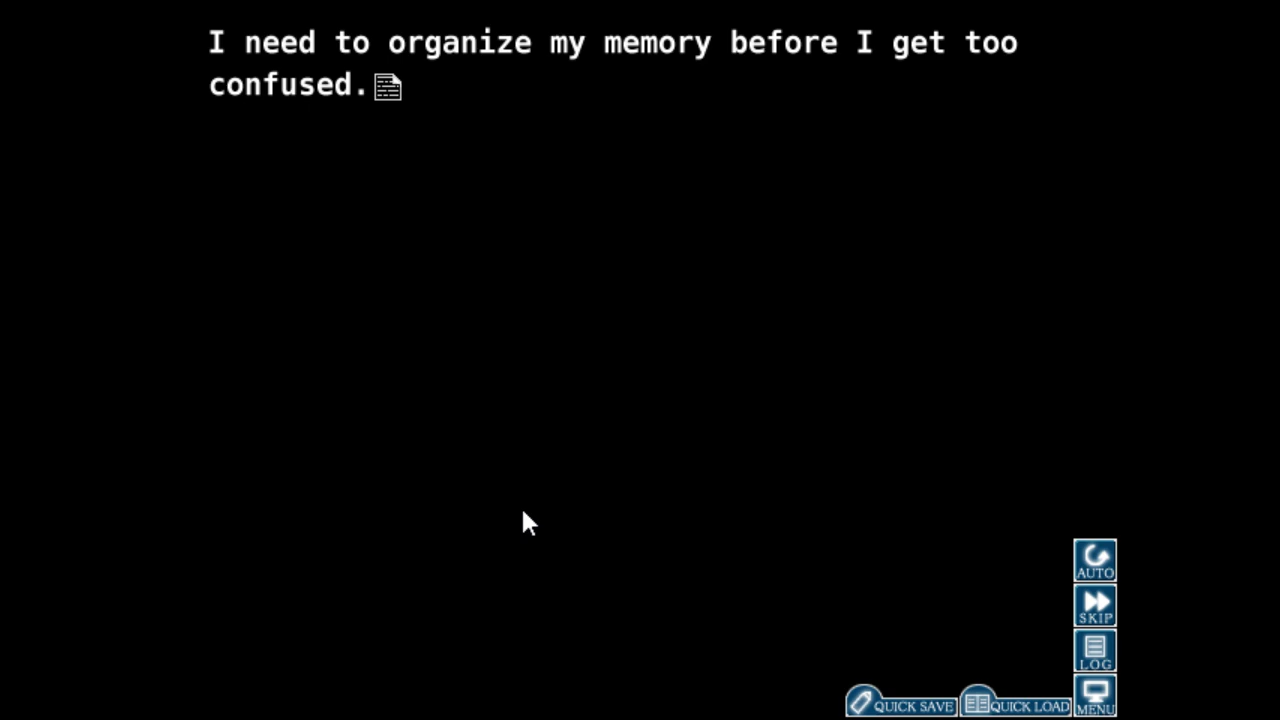 I need to organize my memory before I get too
confused.
AUTO
SKIP
LOG
QUICK SAVE
QUICK LOAD
MENU